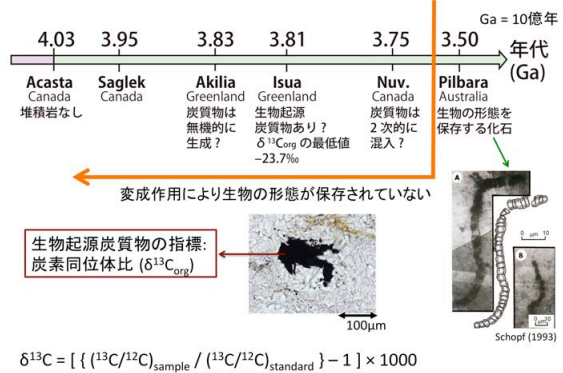 Ga = 10億年
4.03 3.95 3.83 3.81 3.75 3.50 年代
(Ga)
Acasta Saglek Akilia Isua Nuv. Pilbara
Canada Canada Greenland Greenland Canada Australia
堆積岩なし
炭質物は
無機的に
生成?
生物起源
炭質物あり?
δ ¹³Corg の最低値
−23.7‰
炭質物は
2 次的に
混入?
生物の形態を
保存する化石
変成作用により生物の形態が保存されていない
生物起源炭質物の指標:
炭素同位体比 (δ¹³Corg)
100μm
A
0 μm 10
B
0 μm 10
Schopf (1993)
δ¹³C = [ { (¹³C/¹²C)sample / (¹³C/¹²C)standard } − 1 ] × 1000